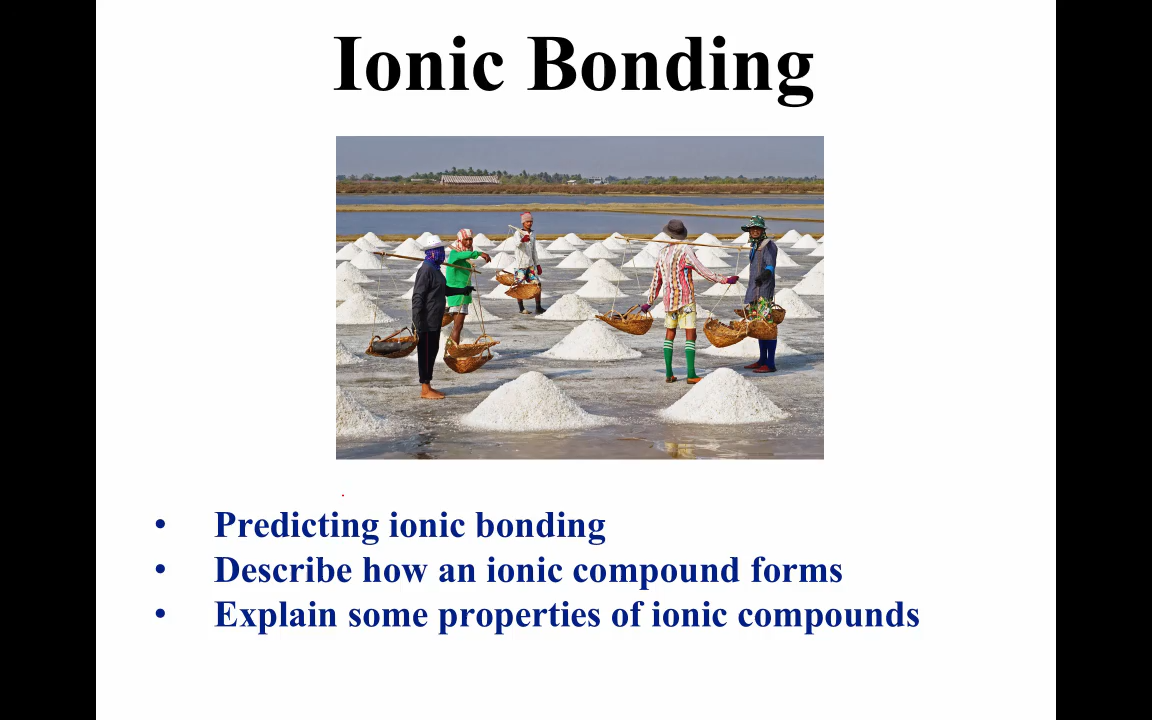 Ionic Bonding
• Predicting ionic bonding
• Describe how an ionic compound forms
• Explain some properties of ionic compounds